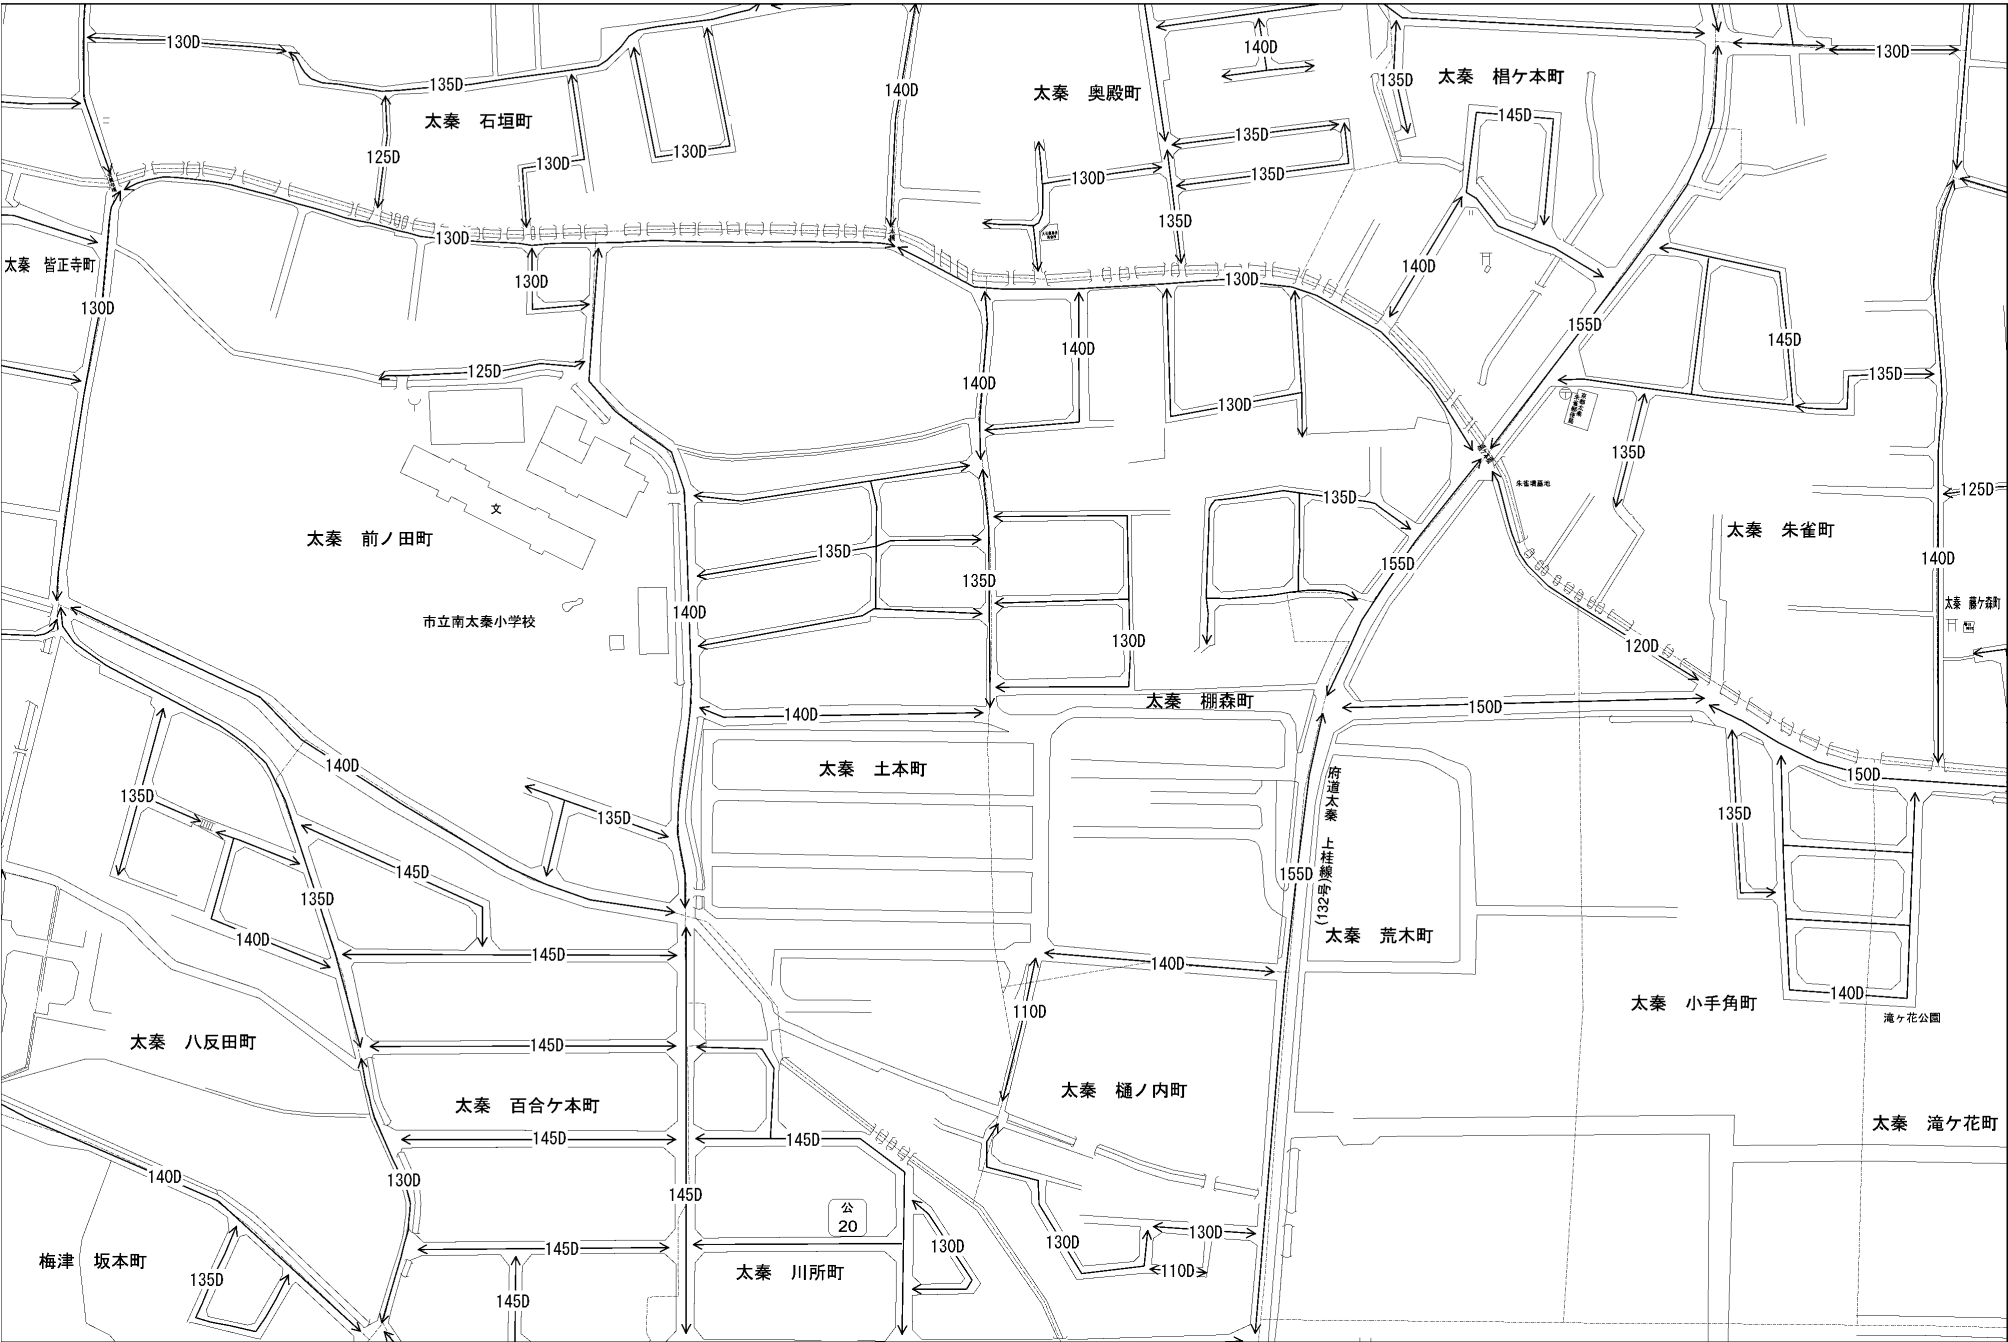 130D
135D
太秦　石垣町
125D
130D
130D
140D
太秦　奥殿町
140D
135D
太秦　椙ケ本町
130D
145D
135D
135D
130D
135D
130D
130D
140D
太秦　皆正寺町
130D
130D
155D
145D
140D
140D
125D
130D
135D
135D
135D
125D
朱雀墳墓地
太秦　朱雀町
文
太秦　前ノ田町
135D
135D
155D
140D
140D
市立南太秦小学校
130D
120D
太秦　藤ケ森町
140D
太秦　棚森町
150D
140D
太秦　土本町
府道太秦　上桂線
(132号)
150D
135D
135D
135D
145D
135D
155D
140D
太秦　荒木町
145D
140D
140D
太秦　小手角町
滝ヶ花公園
110D
太秦　八反田町
145D
太秦　百合ケ本町
太秦　樋ノ内町
太秦　滝ケ花町
145D
145D
140D
130D
145D
公
20
145D
130D
130D
130D
110D
梅津　坂本町
135D
太秦　川所町
145D